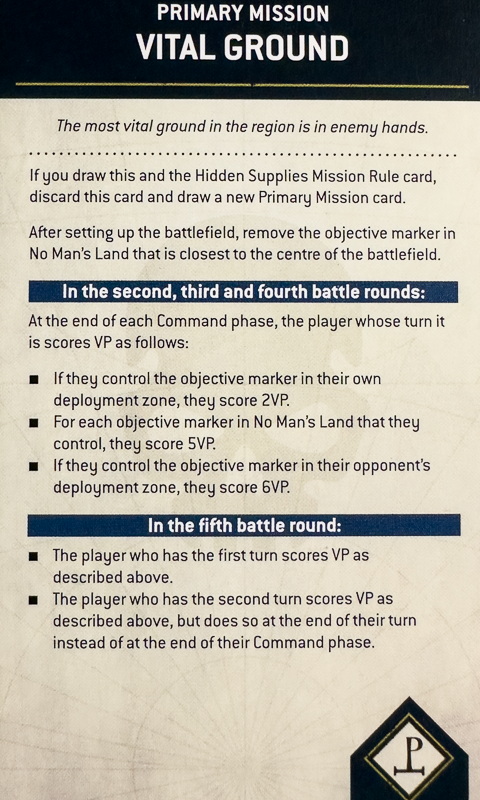 PRIMARY MISSION
VITAL GROUND
The most vital ground in the region is in enemy hands.
If you draw this and the Hidden Supplies Mission Rule card,
discard this card and draw a new Primary Mission card.
After setting up the battlefield, remove the objective marker in
No Man's Land that is closest to the centre of the battlefield.
In the second, third and fourth battle rounds:
At the end of each Command phase, the player whose turn it
is scores VP as follows:
■ If they control the objective marker in their own
deployment zone, they score 2VP.
■ For each objective marker in No Man's Land that they
control, they score 5VP.
■ If they control the objective marker in their opponent's
deployment zone, they score 6VP.
In the fifth battle round:
■ The player who has the first turn scores VP as
described above.
■ The player who has the second turn scores VP as
described above, but does so at the end of their turn
instead of at the end of their Command phase.
P